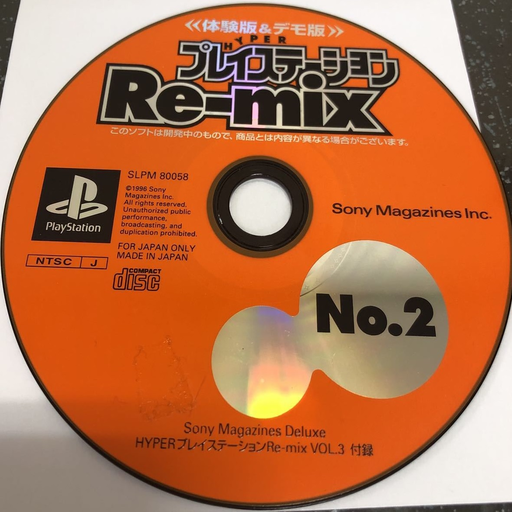 ≪体験版&デモ版≫
HYPER
プレイステーション
Re-mix
このソフトは開発中のもので、商品とは内容が異なる場合がございます。
SLPM 80058
©1996 Sony
Magazines Inc.
All rights reserved.
Unauthorized public
performance,
broadcasting, and
duplication prohibited.
PlayStation
FOR JAPAN ONLY
MADE IN JAPAN
NTSC J
COMPACT
disc
Sony Magazines Inc.
No.2
Sony Magazines Deluxe
HYPERプレイステーションRe-mix VOL.3 付録